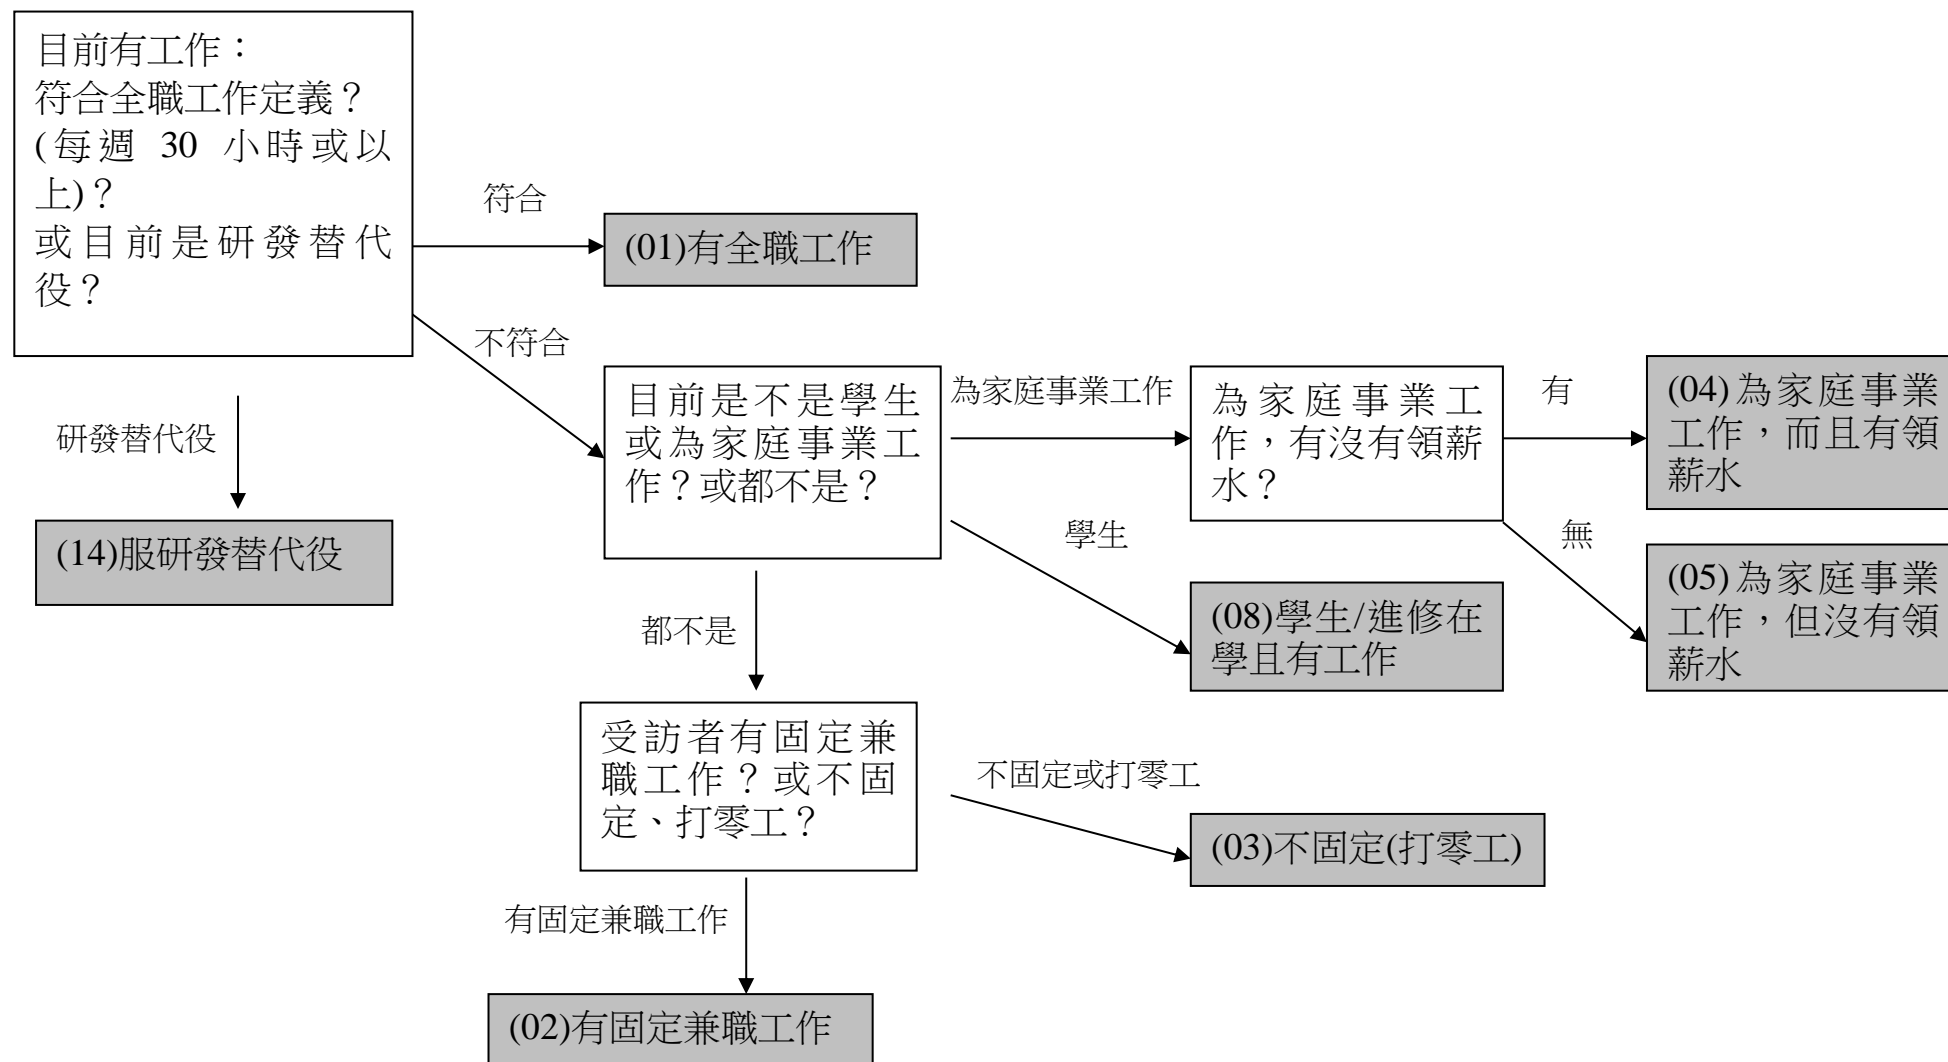 目前有工作：
符合全職工作定義？
(每週 30 小時或以
上)？
或目前是研發替代
役？
符合
(01)有全職工作
不符合
研發替代役
(14)服研發替代役
目前是不是學生
或為家庭事業工
作？或都不是？
為家庭事業工作
為家庭事業工
作，有沒有領薪
水？
有
(04)為家庭事業
工作，而且有領
薪水
無
(05)為家庭事業
工作，但沒有領
薪水
學生
(08)學生/進修在
學且有工作
都不是
受訪者有固定兼
職工作？或不固
定、打零工？
不固定或打零工
(03)不固定(打零工)
有固定兼職工作
(02)有固定兼職工作